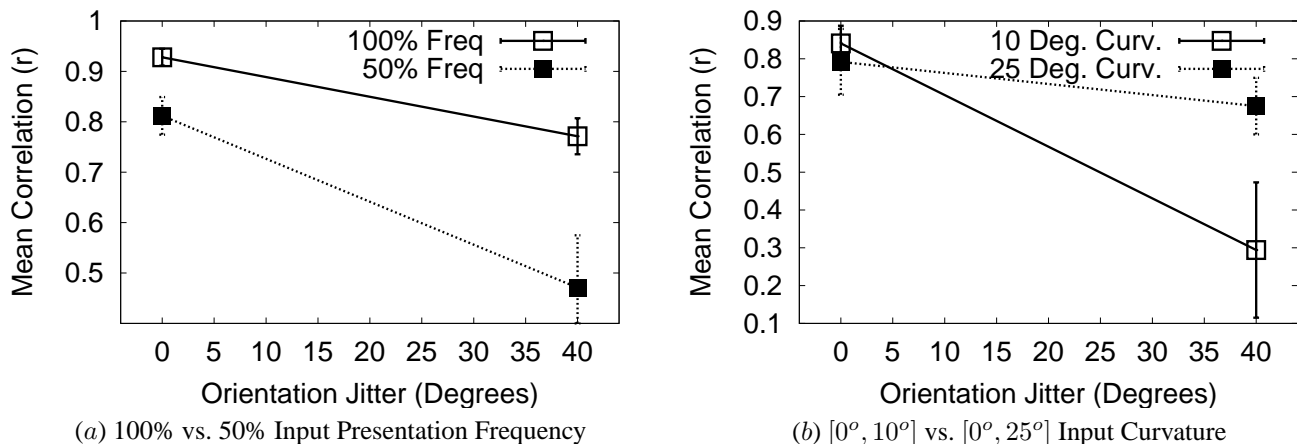 1
0.9
0.8
0.7
0.6
0.5
Mean Correlation (r)
100% Freq
50% Freq
0 5 10 15 20 25 30 35 40
Orientation Jitter (Degrees)
(a) 100% vs. 50% Input Presentation Frequency
0.9
0.8
0.7
0.6
0.5
0.4
0.3
0.2
0.1
Mean Correlation (r)
10 Deg. Curv.
25 Deg. Curv.
0 5 10 15 20 25 30 35 40
Orientation Jitter (Degrees)
(b) [0°, 10°] vs. [0°, 25°] Input Curvature